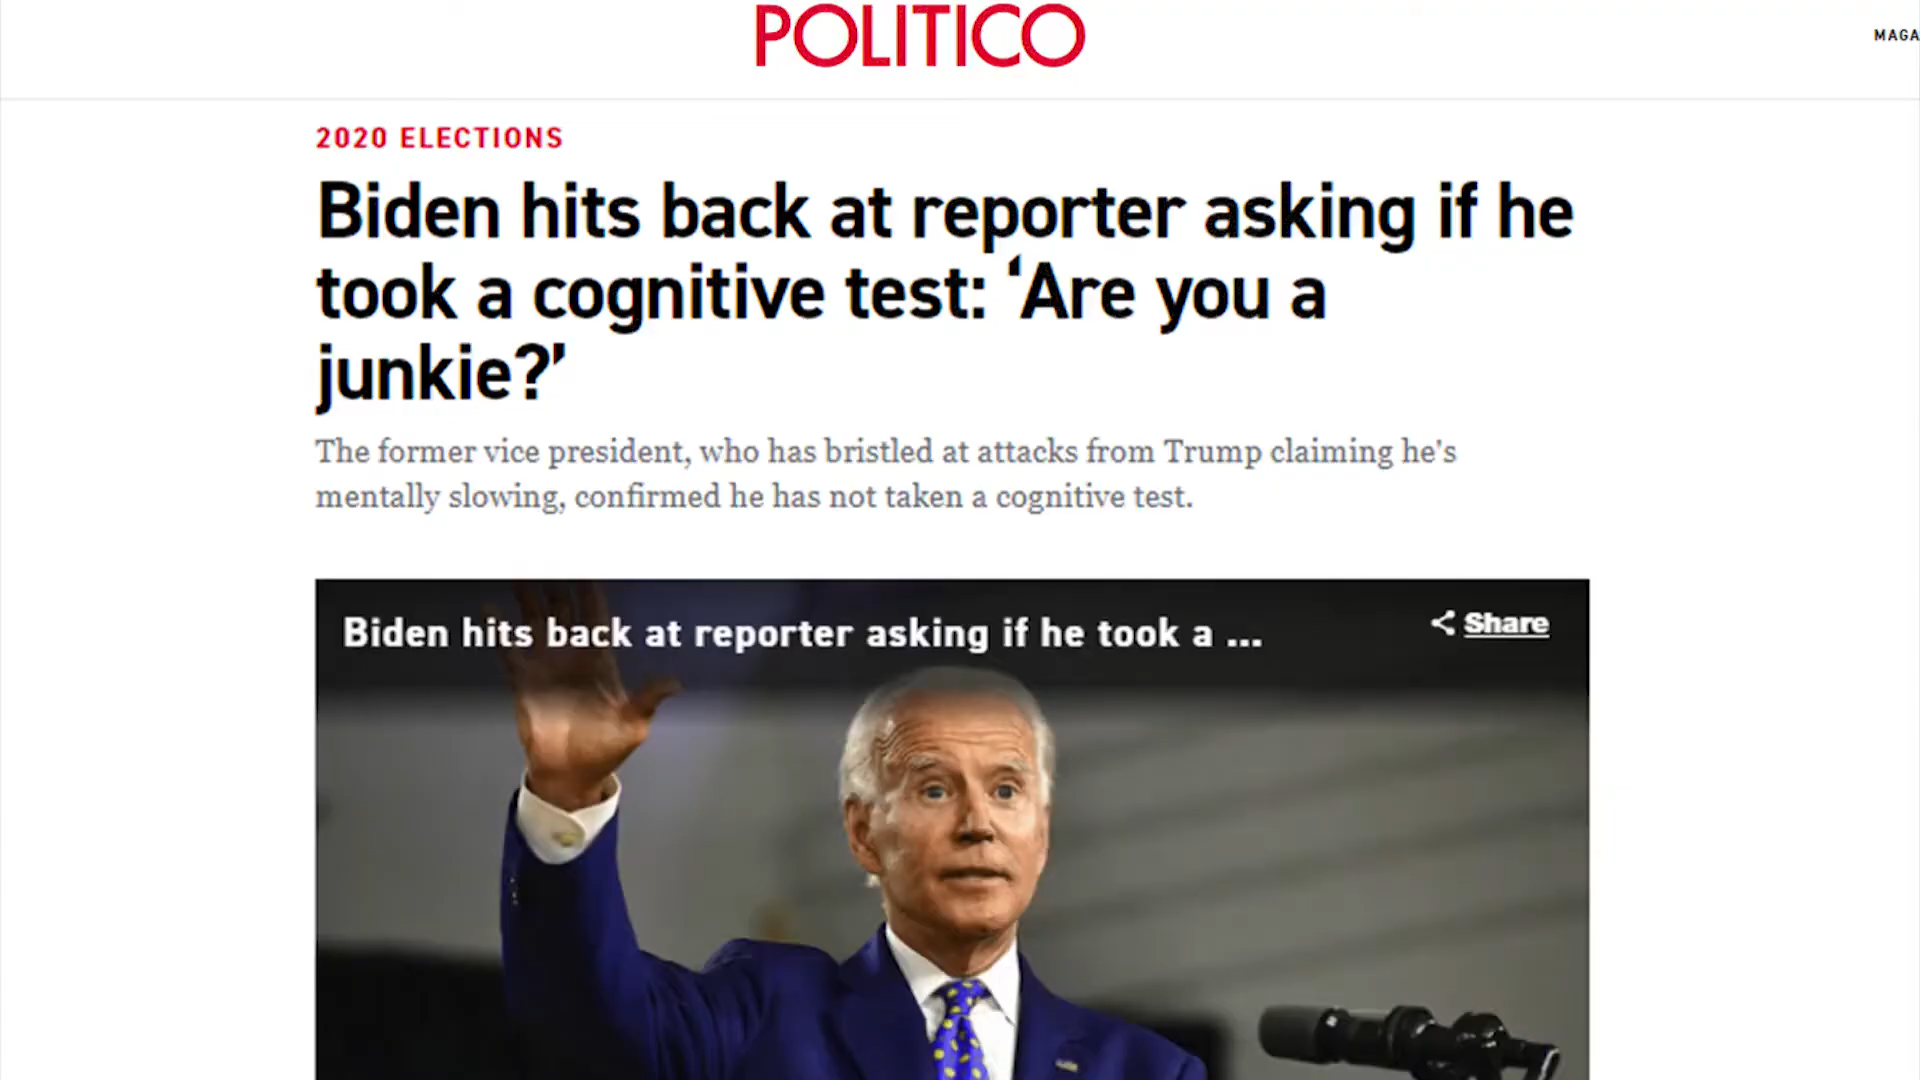 POLITICO
MAGA
2020 ELECTIONS
Biden hits back at reporter asking if he
took a cognitive test: ‘Are you a
junkie?’
The former vice president, who has bristled at attacks from Trump claiming he's
mentally slowing, confirmed he has not taken a cognitive test.
Biden hits back at reporter asking if he took a ...
Share